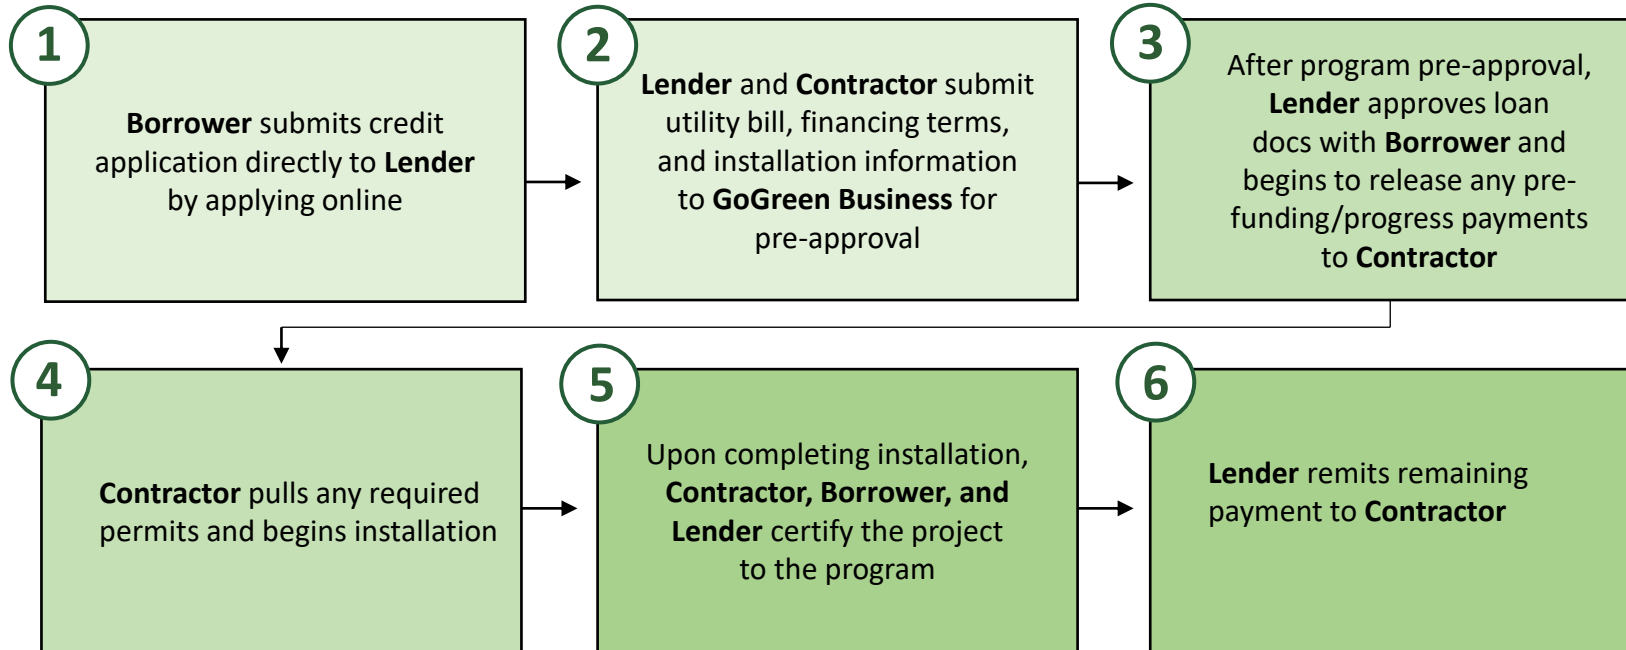 1
Borrower submits credit
application directly to Lender
by applying online
2
Lender and Contractor submit
utility bill, financing terms,
and installation information
to GoGreen Business for
pre-approval
3
After program pre-approval,
Lender approves loan
docs with Borrower and
begins to release any pre-
funding/progress payments
to Contractor
4
Contractor pulls any required
permits and begins installation
5
Upon completing installation,
Contractor, Borrower, and
Lender certify the project
to the program
6
Lender remits remaining
payment to Contractor